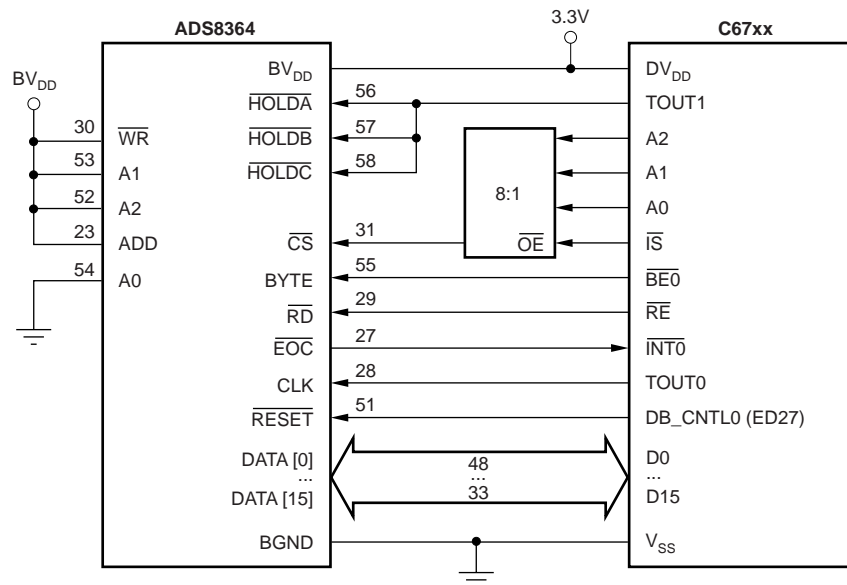 ADS8364
3.3V
C67xx
BVDD
30
53
52
23
54
WR
A1
A2
ADD
A0
BVDD
HOLDA
HOLDB
HOLDC
CS
BYTE
RD
EOC
CLK
RESET
DATA [0]
...
DATA [15]
BGND
56
57
58
31
55
29
27
28
51
48
...
33
8:1
OE
DVDD
TOUT1
A2
A1
A0
IS
BE0
RE
INT0
TOUT0
DB_CNTL0 (ED27)
D0
...
D15
VSS